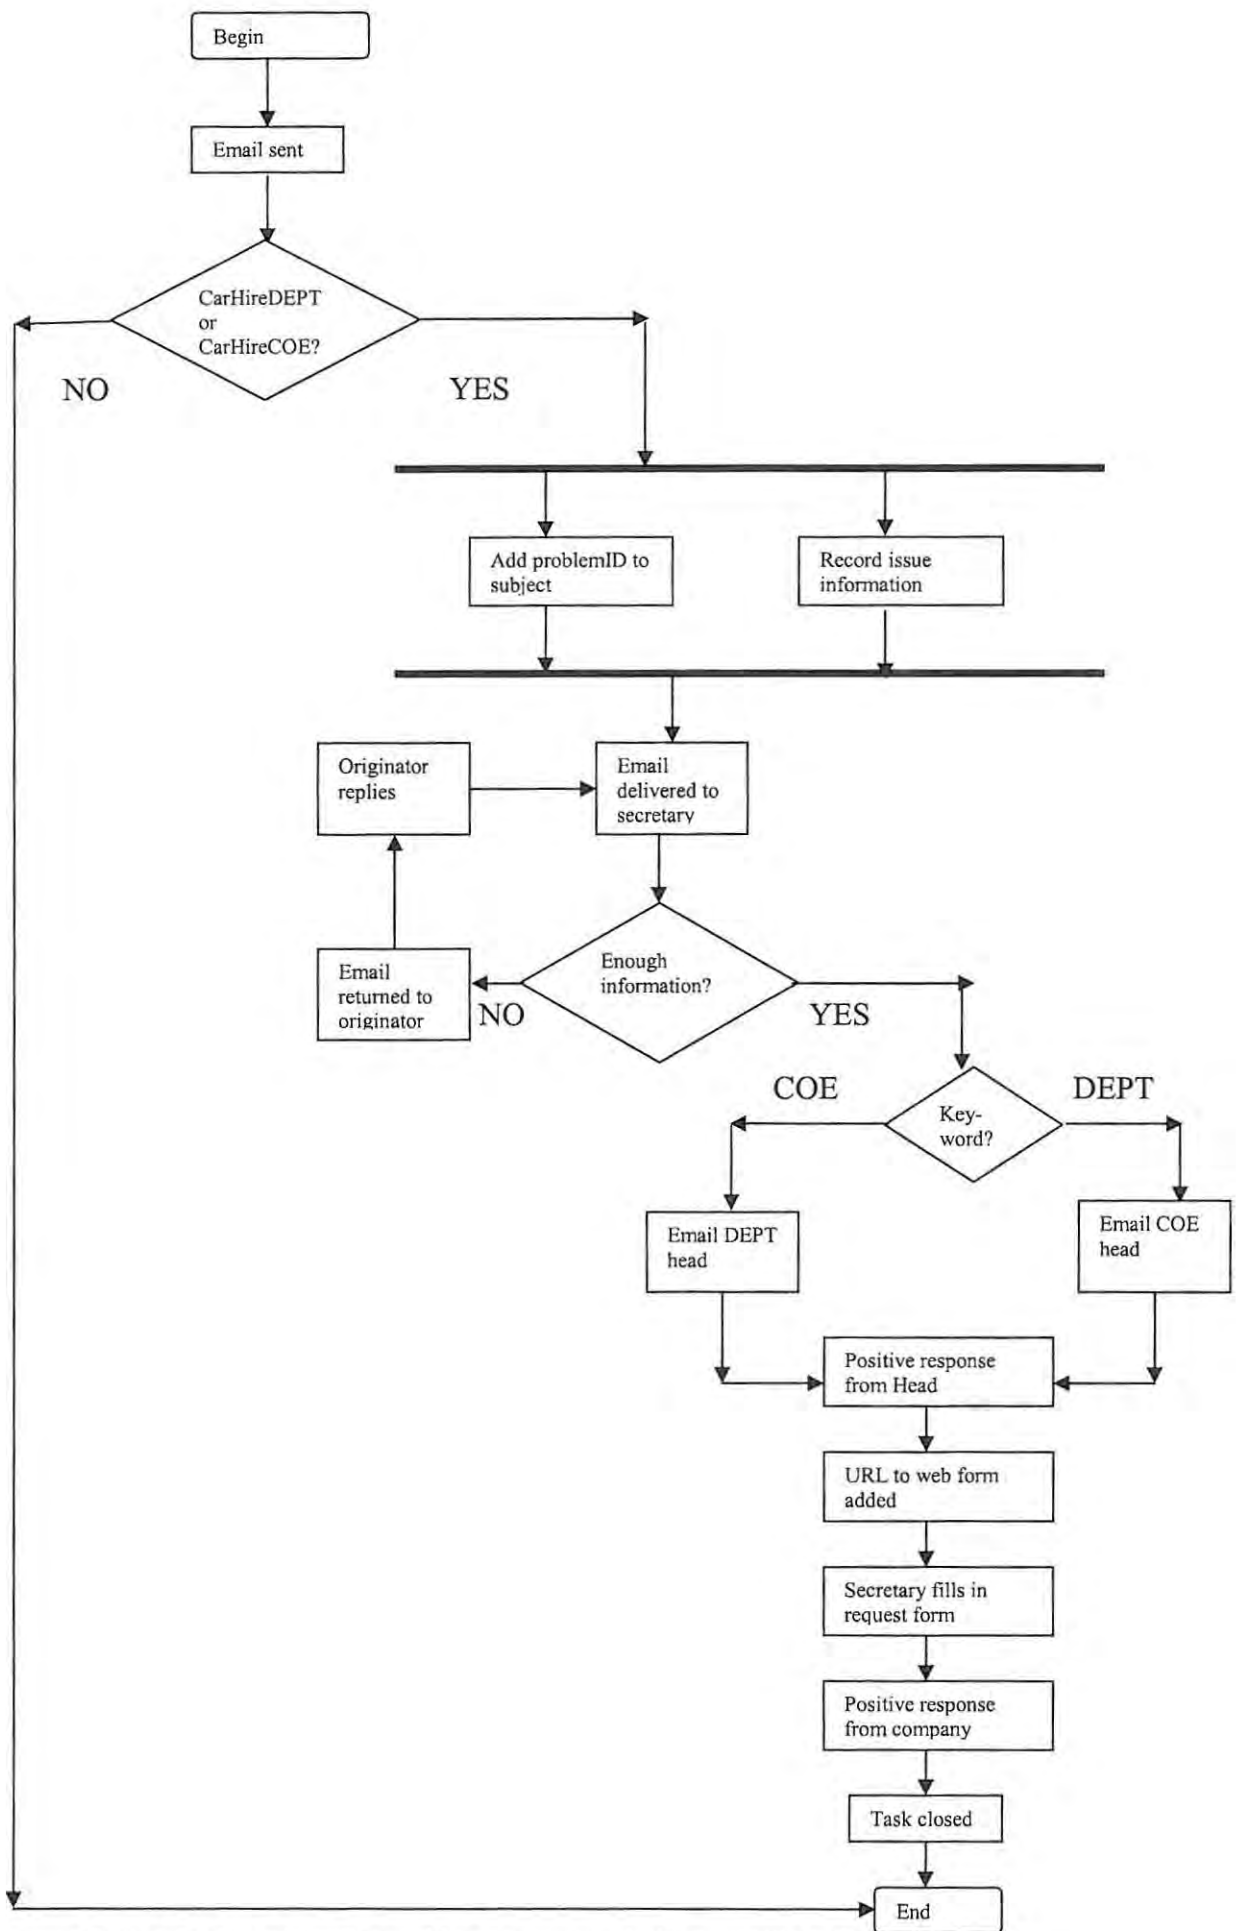 Begin
Email sent
CarHireDEPT
or
CarHireCOE?
NO
YES
Add problemID to
subject
Record issue
information
Originator
replies
Email
delivered to
secretary
Enough
information?
Email
returned to
originator
NO
YES
COE
DEPT
Key-
word?
Email DEPT
head
Email COE
head
Positive response
from Head
URL to web form
added
Secretary fills in
request form
Positive response
from company
Task closed
End